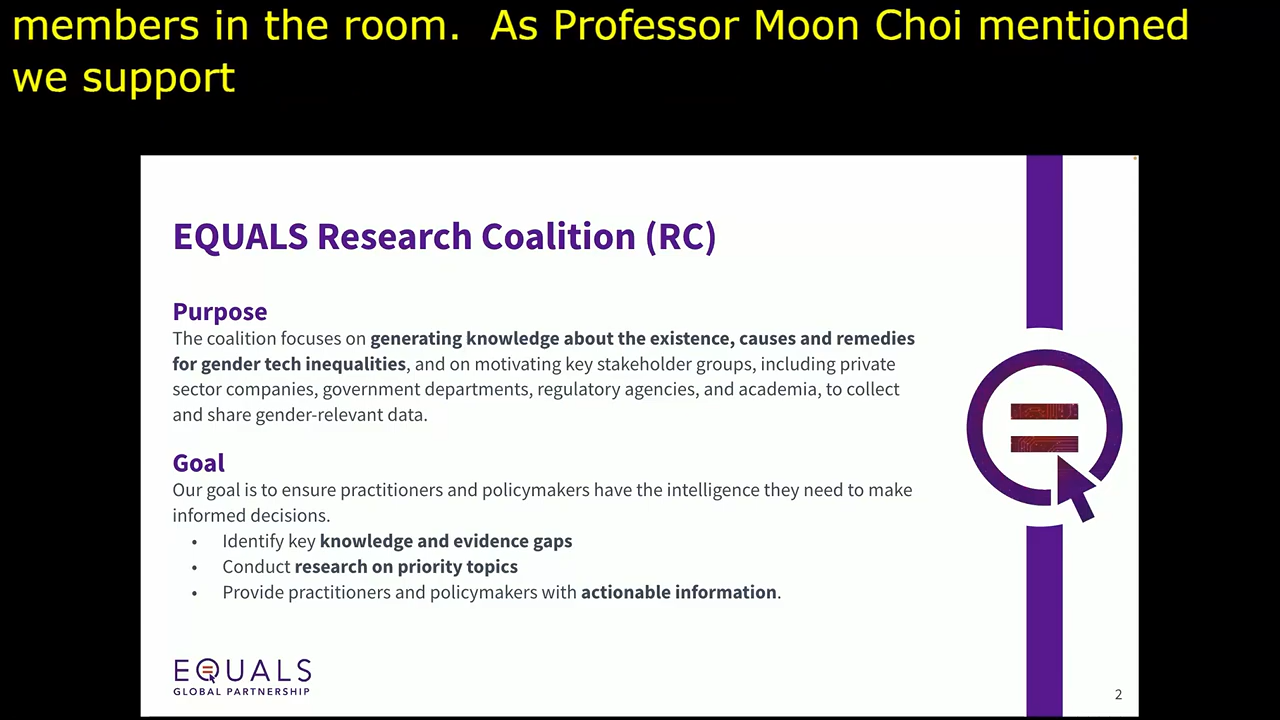 members in the room.  As Professor Moon Choi mentioned
we support
EQUALS Research Coalition (RC)
Purpose
The coalition focuses on generating knowledge about the existence, causes and remedies
for gender tech inequalities, and on motivating key stakeholder groups, including private
sector companies, government departments, regulatory agencies, and academia, to collect
and share gender-relevant data.
Goal
Our goal is to ensure practitioners and policymakers have the intelligence they need to make
informed decisions.
• Identify key knowledge and evidence gaps
• Conduct research on priority topics
• Provide practitioners and policymakers with actionable information.
EQUALS
GLOBAL PARTNERSHIP
2